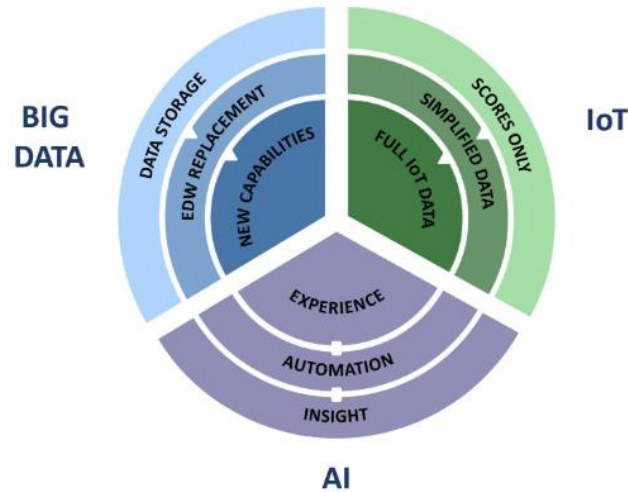 BIG
DATA
DATA STORAGE
EDW REPLACEMENT
NEW CAPABILITIES
IoT
SCORES ONLY
SIMPLIFIED DATA
FULL IoT DATA
EXPERIENCE
AUTOMATION
INSIGHT
AI